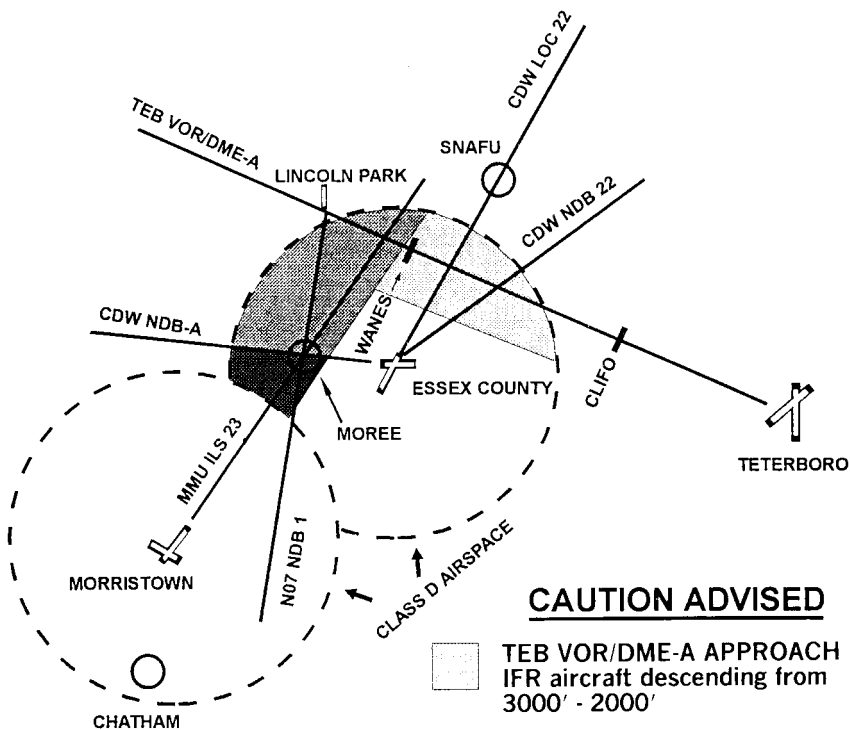 CDW LOC 22
TEB VOR/DME-A
SNAFU
LINCOLN PARK
CDW NDB 22
CDW NDB-A
WANES
ESSEX COUNTY
CLIFO
MOREE
MMU ILS 23
TETERBORO
N07 NDB 1
CLASS D AIRSPACE
MORRISTOWN
CHATHAM
CAUTION ADVISED
TEB VOR/DME-A APPROACH
IFR aircraft descending from
3000' - 2000'